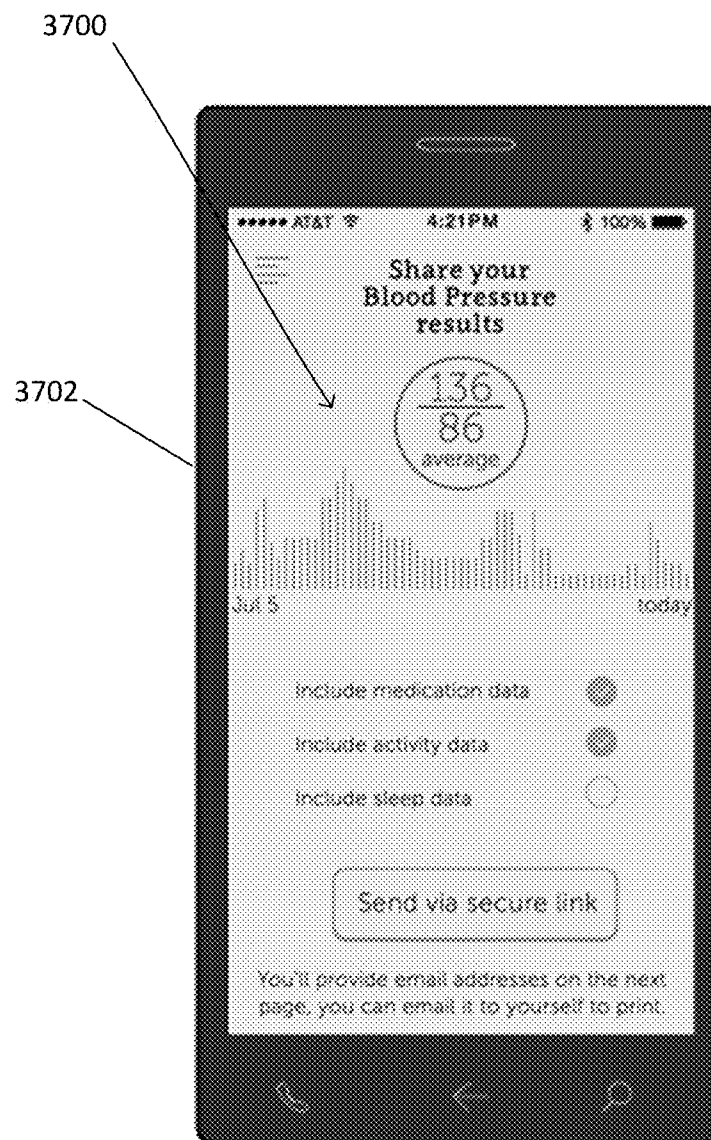 3700
3702
AT&T 4:21PM 100%
Share your
Blood Pressure
results
136
86
average
Jul 5 today
Include medication data
Include activity data
Include sleep data
Send via secure link
You'll provide email addresses on the next
page, you can email it to yourself to print.